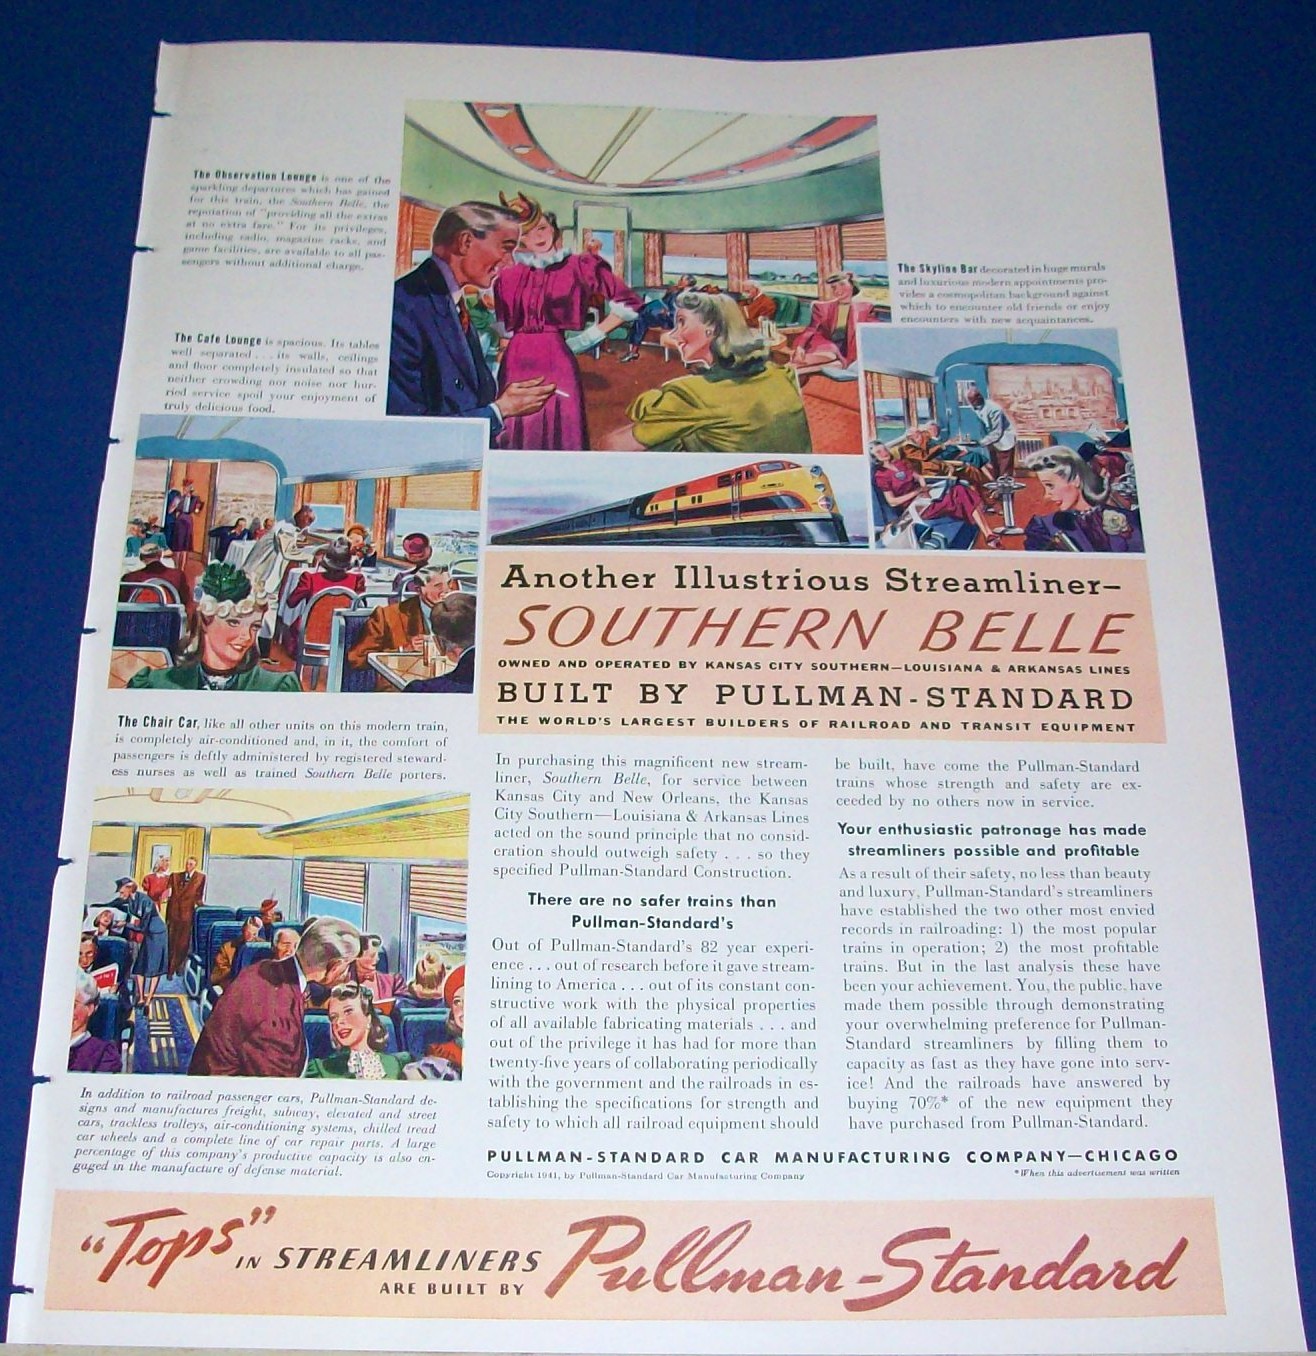 The Observation Lounge is one of the
sparkling departures which has gained
for this train, the Southern Belle, the
reputation of "providing all the extras
at no extra fare." For its privileges,
including radio, magazine racks, and
game facilities, are available to all pas-
sengers without additional charge.
The Skyline Bar decorated in huge murals
and luxurious modern appointments pro-
vides a cosmopolitan background against
which to encounter old friends or enjoy
encounters with new acquaintances.
The Cafe Lounge is spacious. Its tables
well separated . . . its walls, ceilings
and floor completely insulated so that
neither crowding nor noise nor hur-
ried service spoil your enjoyment of
truly delicious food.
Another Illustrious Streamliner—
SOUTHERN BELLE
OWNED AND OPERATED BY KANSAS CITY SOUTHERN—LOUISIANA & ARKANSAS LINES
BUILT BY PULLMAN-STANDARD
THE WORLD'S LARGEST BUILDERS OF RAILROAD AND TRANSIT EQUIPMENT
The Chair Car, like all other units on this modern train,
is completely air-conditioned and, in it, the comfort of
passengers is deftly administered by registered steward-
ess nurses as well as trained Southern Belle porters.
In addition to railroad passenger cars, Pullman-Standard de-
signs and manufactures freight, subway, elevated and street
cars, trackless trolleys, air-conditioning systems, chilled tread
car wheels and a complete line of car repair parts. A large
percentage of this company's productive capacity is also en-
gaged in the manufacture of defense material.
In purchasing this magnificent new stream-
liner, Southern Belle, for service between
Kansas City and New Orleans, the Kansas
City Southern—Louisiana & Arkansas Lines
acted on the sound principle that no consid-
eration should outweigh safety . . . so they
specified Pullman-Standard Construction.
There are no safer trains than
Pullman-Standard's
Out of Pullman-Standard's 82 year experi-
ence . . . out of research before it gave stream-
lining to America . . . out of its constant con-
structive work with the physical properties
of all available fabricating materials . . . and
out of the privilege it has had for more than
twenty-five years of collaborating periodically
with the government and the railroads in es-
tablishing the specifications for strength and
safety to which all railroad equipment should
be built, have come the Pullman-Standard
trains whose strength and safety are ex-
ceeded by no others now in service.
Your enthusiastic patronage has made
streamliners possible and profitable
As a result of their safety, no less than beauty
and luxury, Pullman-Standard's streamliners
have established the two other most envied
records in railroading: 1) the most popular
trains in operation; 2) the most profitable
trains. But in the last analysis these have
been your achievement. You, the public, have
made them possible through demonstrating
your overwhelming preference for Pullman-
Standard streamliners by filling them to
capacity as fast as they have gone into serv-
ice! And the railroads have answered by
buying 70%* of the new equipment they
have purchased from Pullman-Standard.
PULLMAN-STANDARD CAR MANUFACTURING COMPANY—CHICAGO
Copyright 1941, by Pullman-Standard Car Manufacturing Company
*When this advertisement was written
"Tops" IN STREAMLINERS
ARE BUILT BY
Pullman-Standard